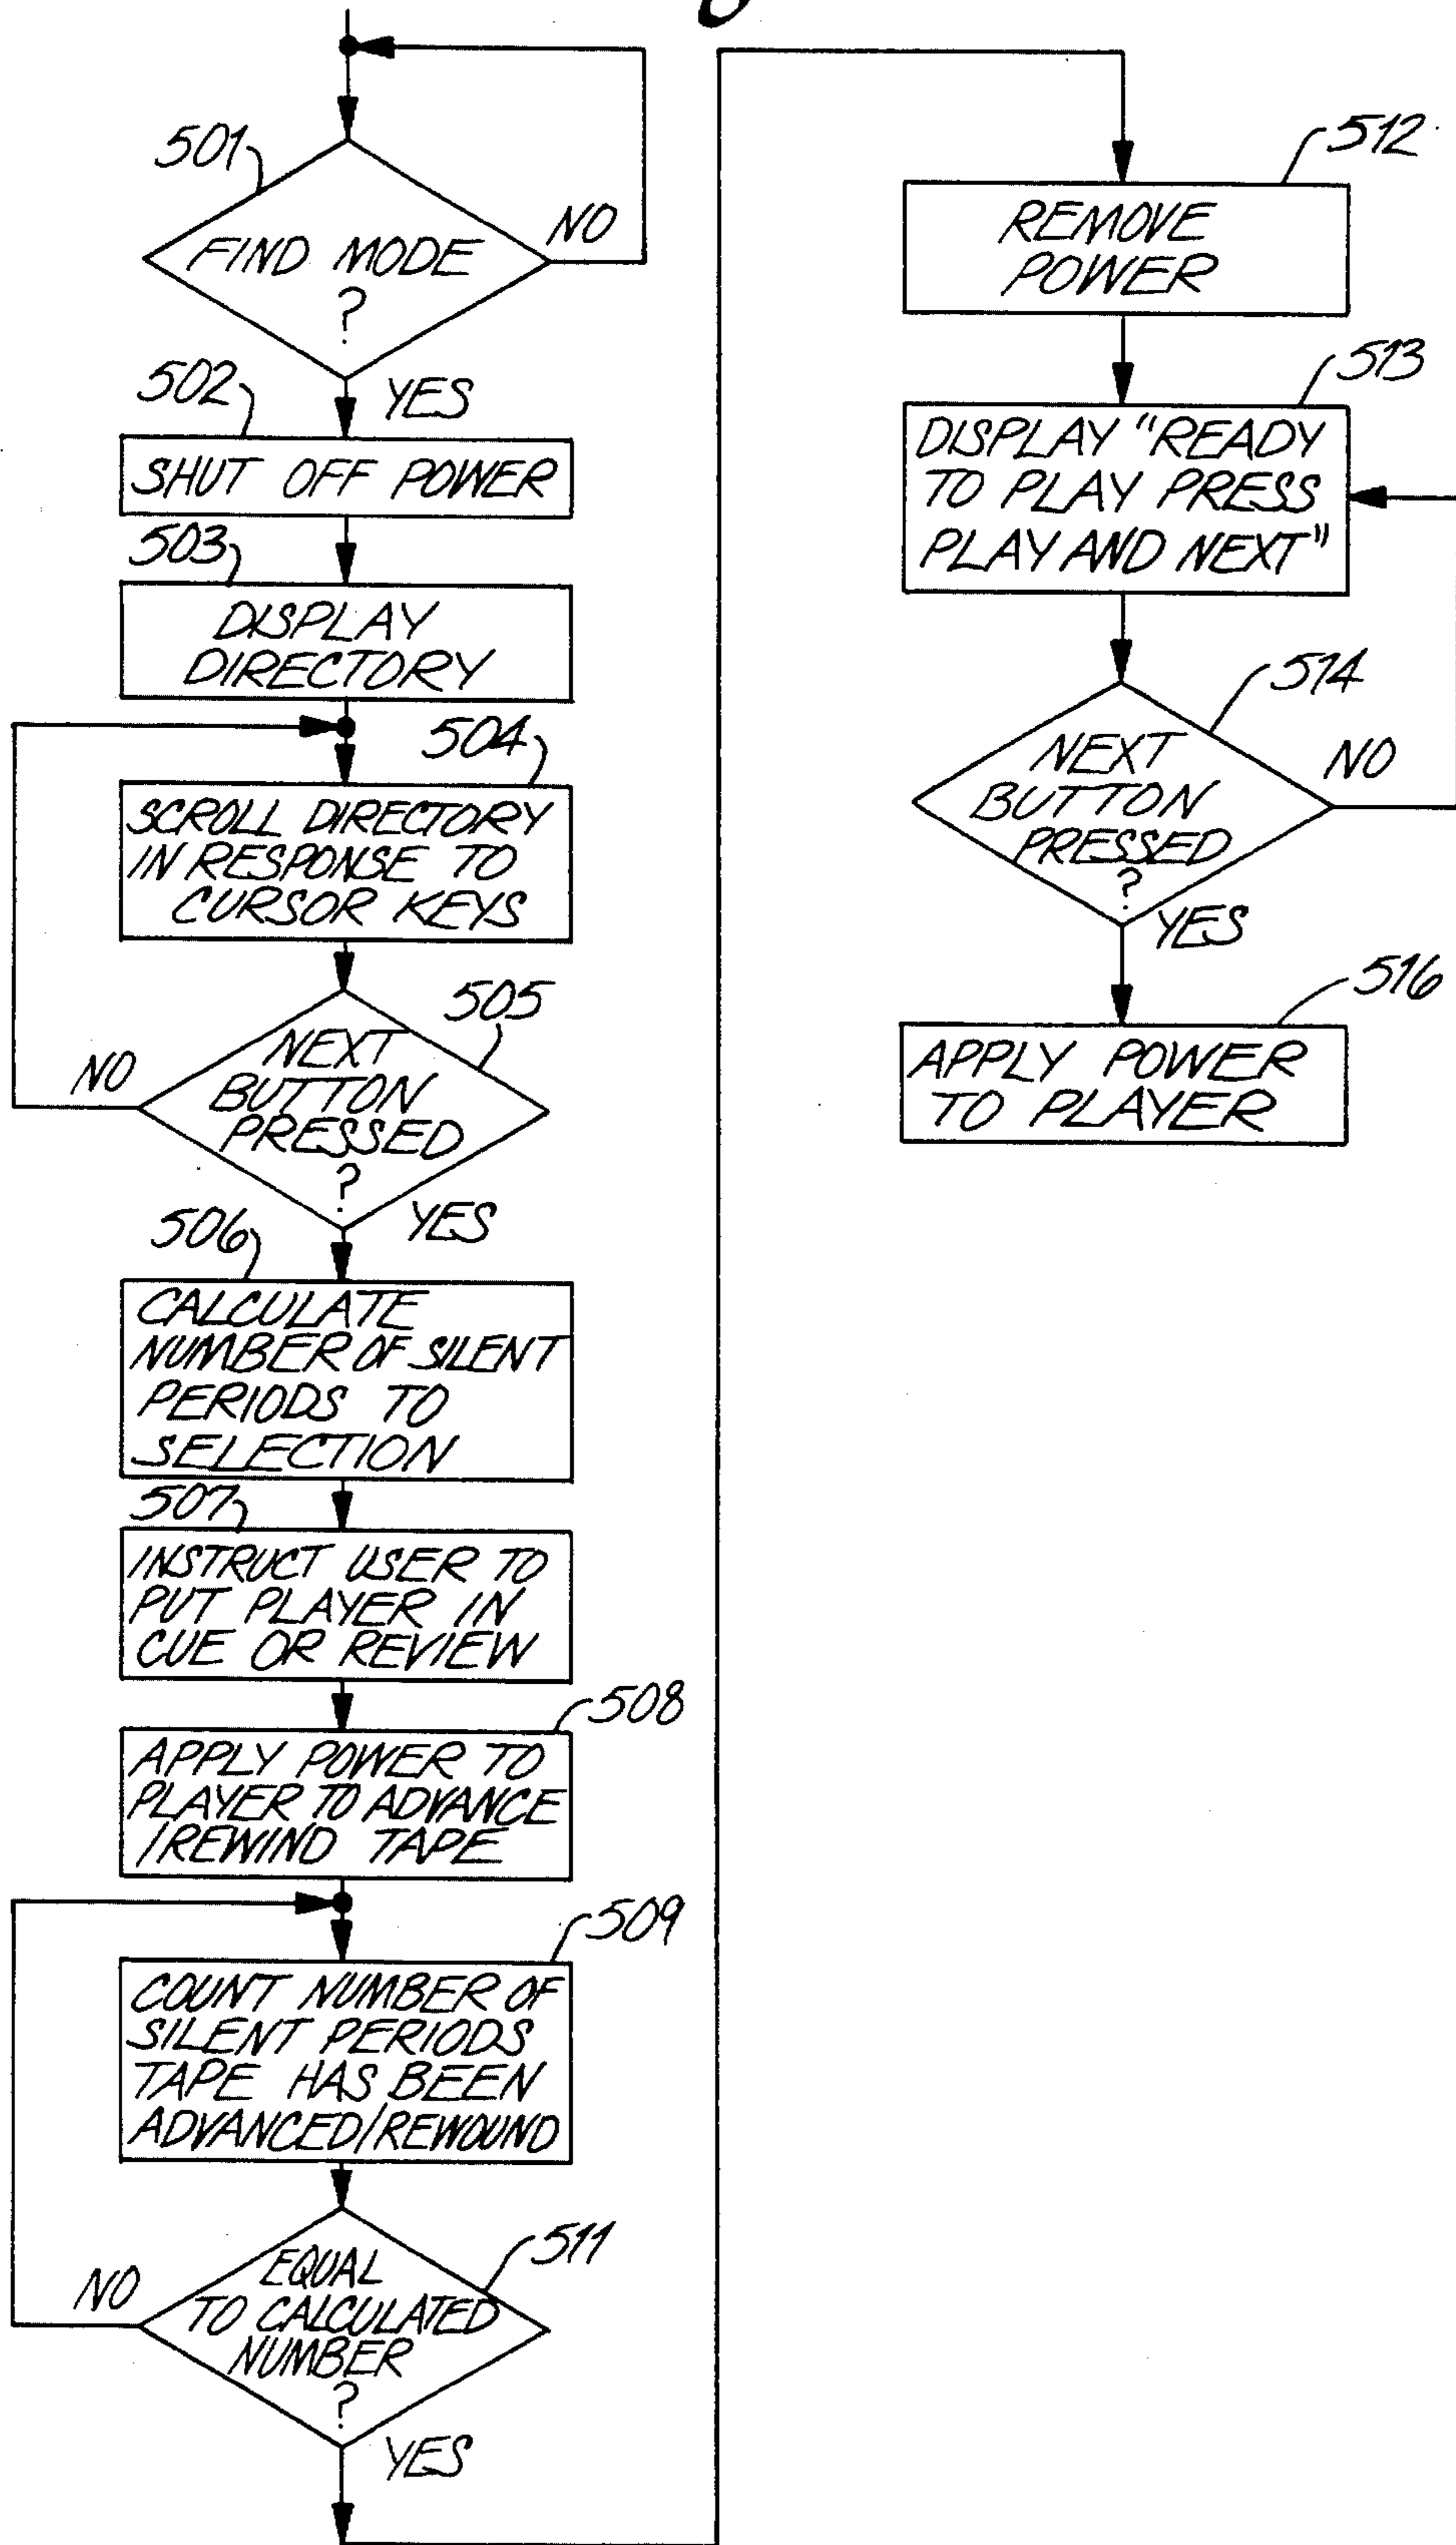 501
FIND MODE
?
NO
YES
502
SHUT OFF POWER
503
DISPLAY
DIRECTORY
504
SCROLL DIRECTORY
IN RESPONSE TO
CURSOR KEYS
505
NEXT
BUTTON
PRESSED
?
NO
YES
506
CALCULATE
NUMBER OF SILENT
PERIODS TO
SELECTION
507
INSTRUCT USER TO
PUT PLAYER IN
CUE OR REVIEW
508
APPLY POWER TO
PLAYER TO ADVANCE
/REWIND TAPE
509
COUNT NUMBER OF
SILENT PERIODS
TAPE HAS BEEN
ADVANCED/REWOUND
511
EQUAL
TO CALCULATED
NUMBER
?
NO
YES
512
REMOVE
POWER
513
DISPLAY "READY
TO PLAY PRESS
PLAY AND NEXT"
514
NEXT
BUTTON
PRESSED
?
NO
YES
516
APPLY POWER
TO PLAYER